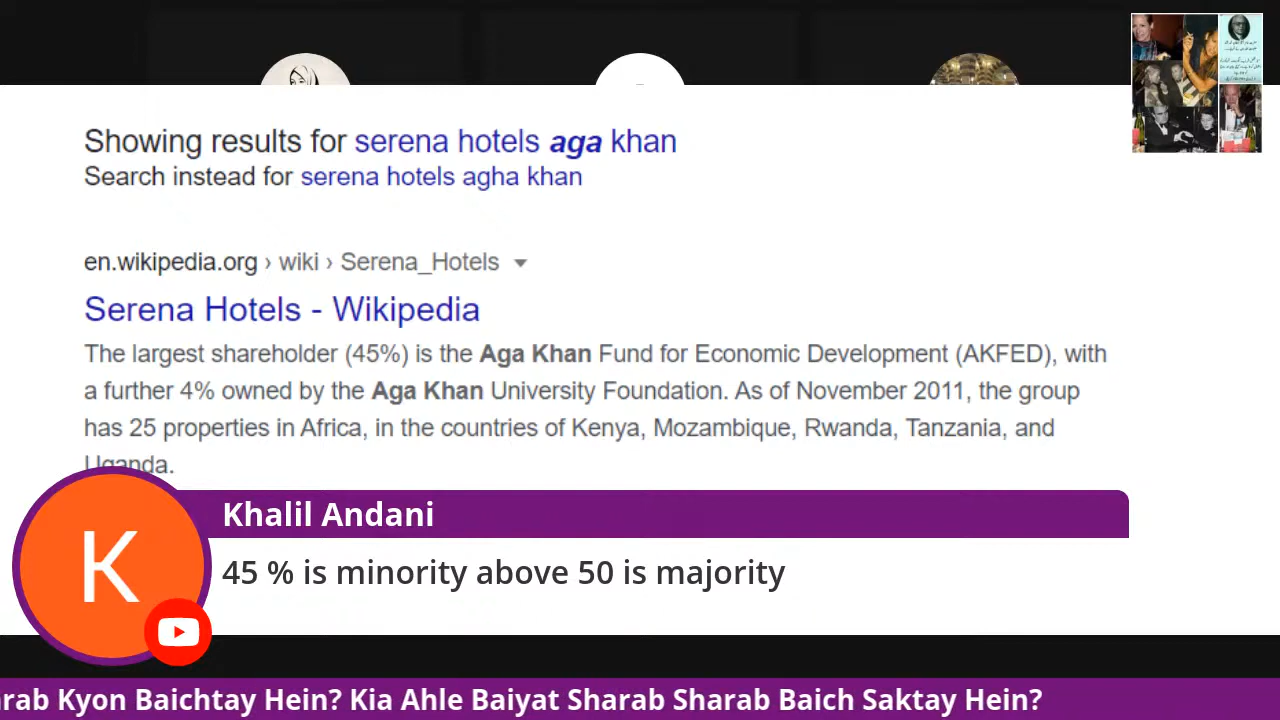 Showing results for serena hotels aga khan
Search instead for serena hotels agha khan
en.wikipedia.org › wiki › Serena_Hotels
Serena Hotels - Wikipedia
The largest shareholder (45%) is the Aga Khan Fund for Economic Development (AKFED), with
a further 4% owned by the Aga Khan University Foundation. As of November 2011, the group
has 25 properties in Africa, in the countries of Kenya, Mozambique, Rwanda, Tanzania, and
Uganda.
K
Khalil Andani
45 % is minority above 50 is majority
Kyon Baichtay Hein? Kia Ahle Baiyat Sharab Sharab Baich Saktay Hein?